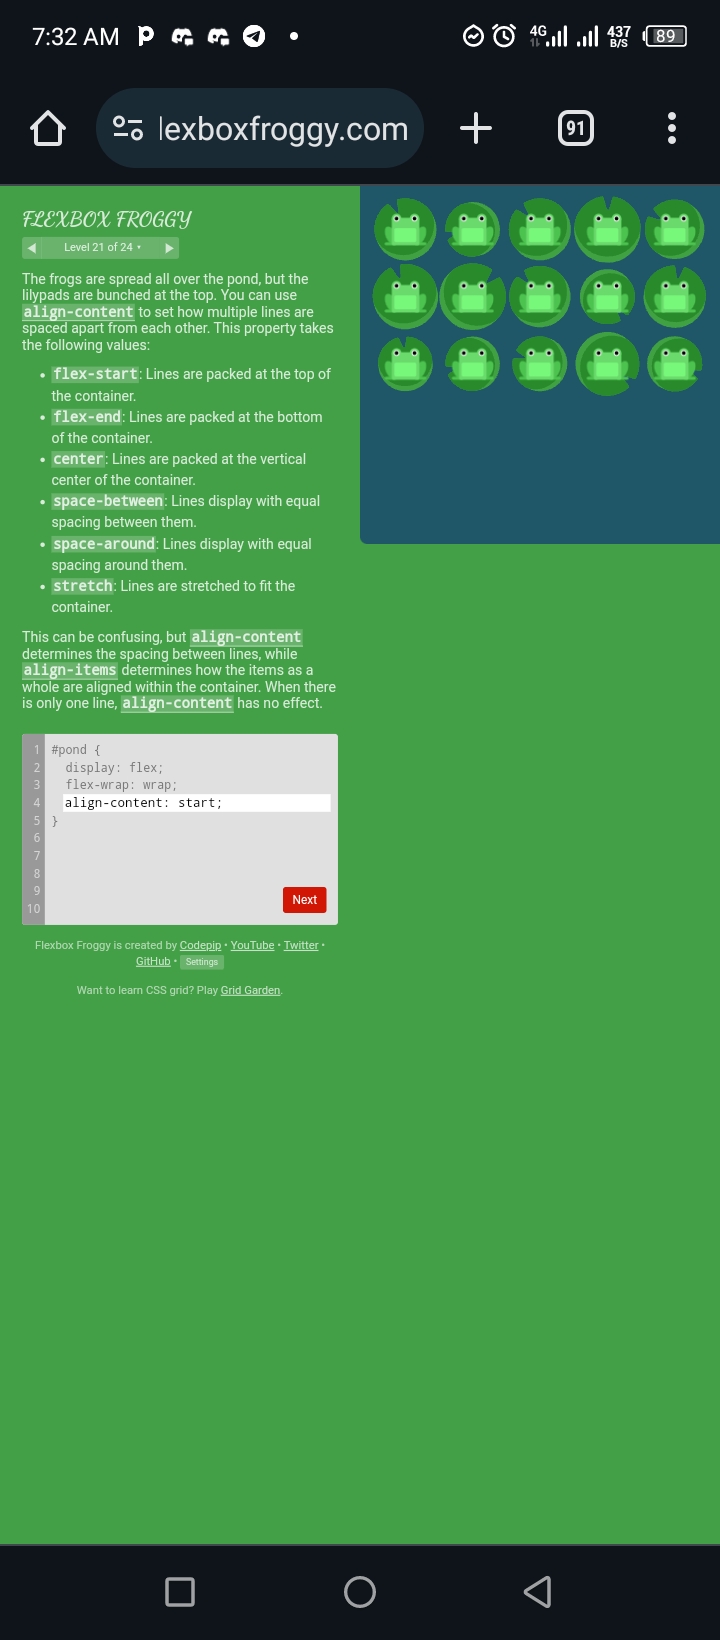 7:32 AM
4G
437
B/S
89
lexboxfroggy.com
91
FLEXBOX FROGGY
Level 21 of 24
The frogs are spread all over the pond, but the
lilypads are bunched at the top. You can use
align-content to set how multiple lines are
spaced apart from each other. This property takes
the following values:
• flex-start: Lines are packed at the top of
the container.
• flex-end: Lines are packed at the bottom
of the container.
• center: Lines are packed at the vertical
center of the container.
• space-between: Lines display with equal
spacing between them.
• space-around: Lines display with equal
spacing around them.
• stretch: Lines are stretched to fit the
container.
This can be confusing, but align-content
determines the spacing between lines, while
align-items determines how the items as a
whole are aligned within the container. When there
is only one line, align-content has no effect.
1 #pond {
2 display: flex;
3 flex-wrap: wrap;
4 align-content: start;
5 }
6
7
8
9
10
Next
Flexbox Froggy is created by Codepip • YouTube • Twitter •
GitHub • Settings
Want to learn CSS grid? Play Grid Garden.